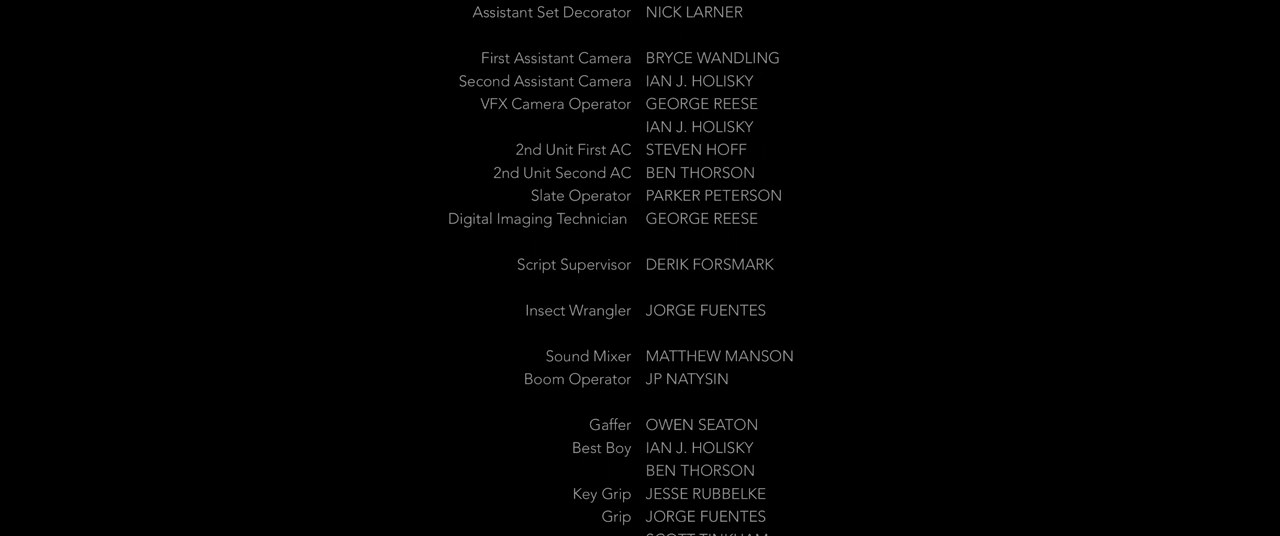 Assistant Set Decorator NICK LARNER
First Assistant Camera BRYCE WANDLING
Second Assistant Camera IAN J. HOLISKY
VFX Camera Operator GEORGE REESE
IAN J. HOLISKY
2nd Unit First AC STEVEN HOFF
2nd Unit Second AC BEN THORSON
Slate Operator PARKER PETERSON
Digital Imaging Technician GEORGE REESE
Script Supervisor DERIK FORSMARK
Insect Wrangler JORGE FUENTES
Sound Mixer MATTHEW MANSON
Boom Operator JP NATYSIN
Gaffer OWEN SEATON
Best Boy IAN J. HOLISKY
BEN THORSON
Key Grip JESSE RUBBELKE
Grip JORGE FUENTES